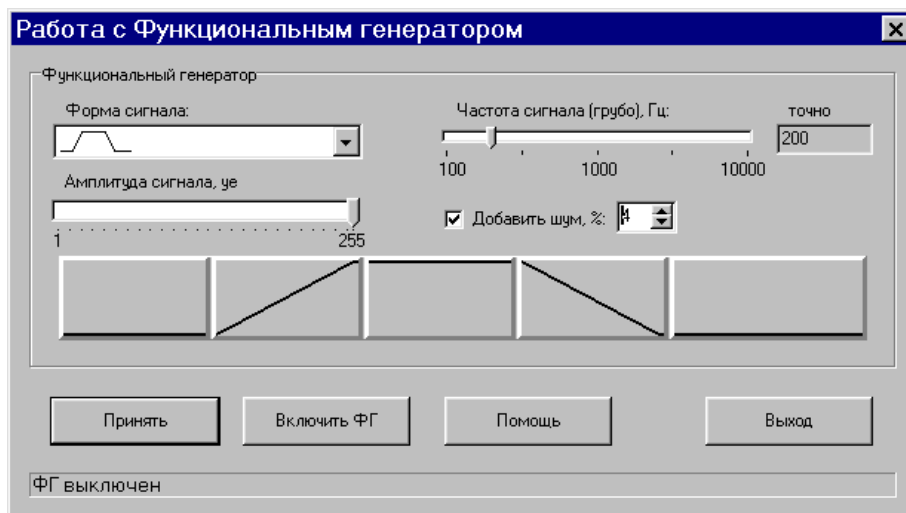 Работа с Функциональным генератором
Функциональный генератор
Форма сигнала:
Частота сигнала (грубо), Гц:
точно
200
100 1000 10000
Амплитуда сигнала, уе
Добавить шум, %: 4
1 255
Принять
Включить ФГ
Помощь
Выход
ФГ выключен